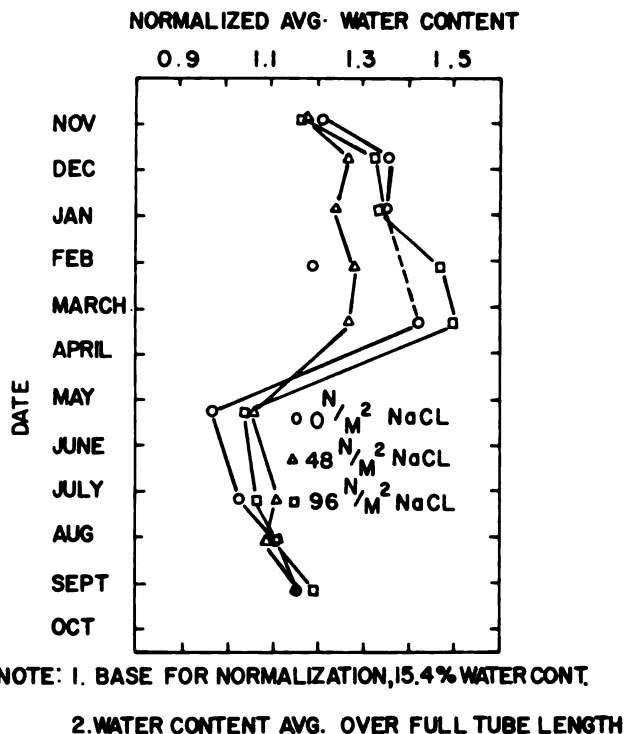 NORMALIZED AVG. WATER CONTENT
0.9 1.1 1.3 1.5
NOV
DEC
JAN
FEB
MARCH
APRIL
MAY
JUNE
JULY
AUG
SEPT
OCT
DATE
0 N/M² NaCL
48 N/M² NaCL
96 N/M² NaCL
NOTE: 1. BASE FOR NORMALIZATION, 15.4% WATER CONT.
2. WATER CONTENT AVG. OVER FULL TUBE LENGTH